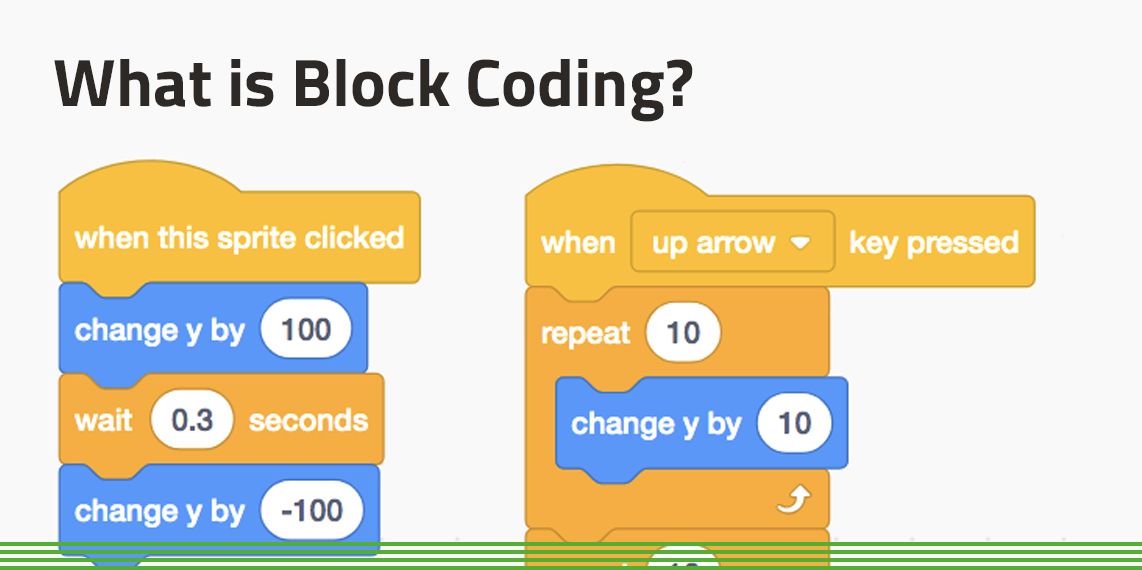 What is Block Coding?
when this sprite clicked
change y by 100
wait 0.3 seconds
change y by -100
when up arrow key pressed
repeat 10
change y by 10